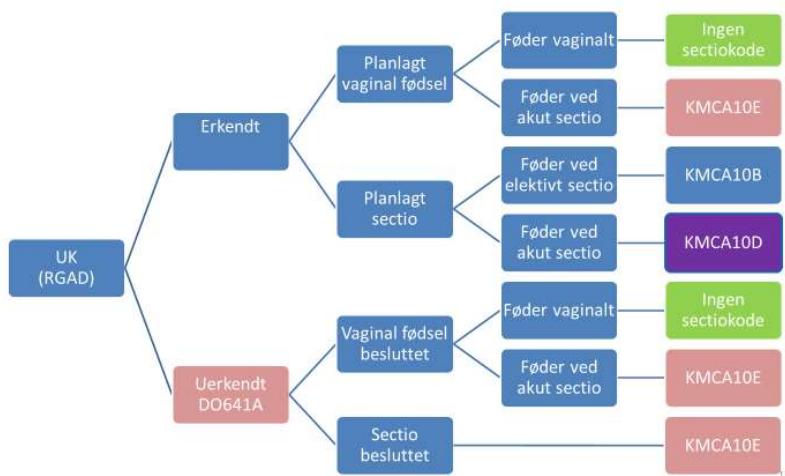 UK
(RGAD)
Erkendt
Planlagt
vaginal fødsel
Føder vaginalt
Ingen
sectiokode
Føder ved
akut sectio
KMCA10E
Planlagt
sectio
Føder ved
elektivt sectio
KMCA10B
Føder ved
akut sectio
KMCA10D
Uerkendt
DO641A
Vaginal fødsel
besluttet
Føder vaginalt
Ingen
sectiokode
Føder ved
akut sectio
KMCA10E
Sectio
besluttet
KMCA10E